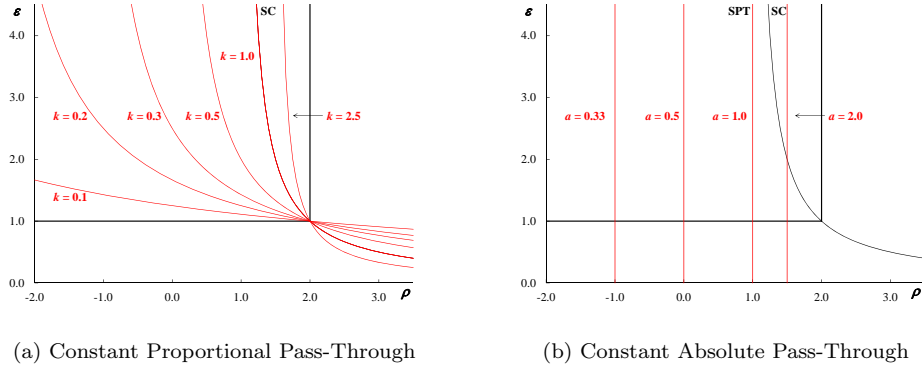 ε
4.0
3.0
2.0
1.0
0.0
-2.0 -1.0 0.0 1.0 2.0 3.0 ρ
SC
k = 1.0
k = 0.2
k = 0.3
k = 0.5
k = 2.5
k = 0.1
(a) Constant Proportional Pass-Through
ε
4.0
3.0
2.0
1.0
0.0
-2.0 -1.0 0.0 1.0 2.0 3.0 ρ
SPT SC
a = 0.33
a = 0.5
a = 1.0
a = 2.0
(b) Constant Absolute Pass-Through